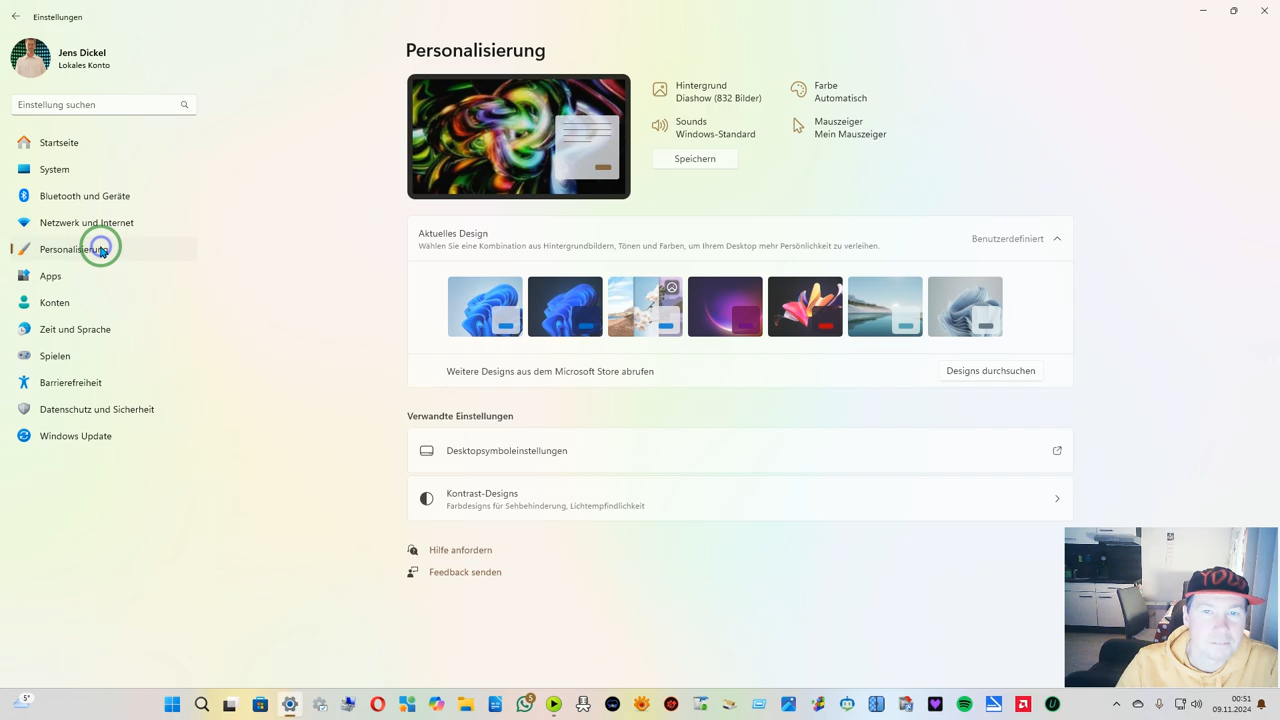 Einstellungen
Jens Dickel
Lokales Konto
Einstellung suchen
Startseite
System
Bluetooth und Geräte
Netzwerk und Internet
Personalisierung
Apps
Konten
Zeit und Sprache
Spielen
Barrierefreiheit
Datenschutz und Sicherheit
Windows Update
Personalisierung
Hintergrund
Diashow (832 Bilder)
Farbe
Automatisch
Sounds
Windows-Standard
Mauszeiger
Mein Mauszeiger
Speichern
Aktuelles Design
Wählen Sie eine Kombination aus Hintergrundbildern, Tönen und Farben, um Ihrem Desktop mehr Persönlichkeit zu verleihen.
Benutzerdefiniert
Weitere Designs aus dem Microsoft Store abrufen
Designs durchsuchen
Verwandte Einstellungen
Desktopsymboleinstellungen
Kontrast-Designs
Farbdesigns für Sehbehinderung, Lichtempfindlichkeit
Hilfe anfordern
Feedback senden
5°
5
00:51
09.11.2024